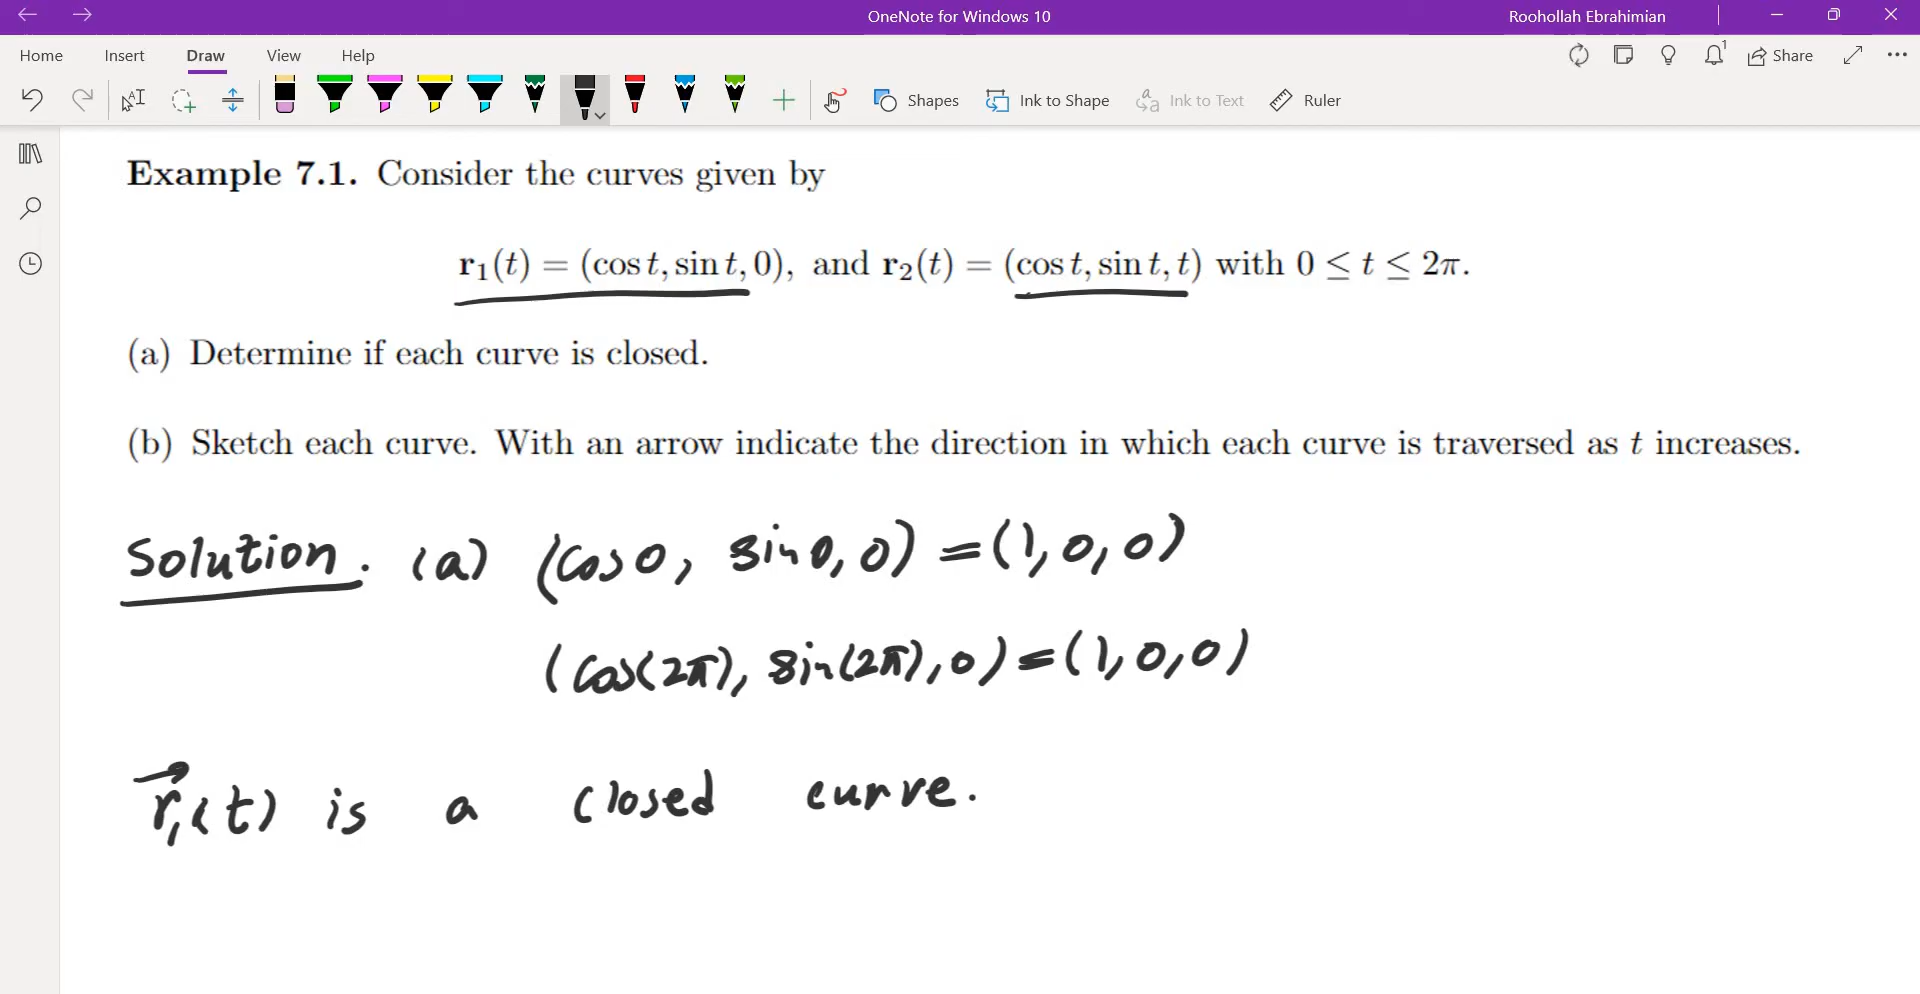 OneNote for Windows 10
Roohollah Ebrahimian
Home Insert Draw View Help
1 Share
Shapes Ink to Shape Ink to Text Ruler
Example 7.1. Consider the curves given by
r₁(t) = (cos t, sin t, 0), and r₂(t) = (cos t, sin t, t) with 0 ≤ t ≤ 2π.
(a) Determine if each curve is closed.
(b) Sketch each curve. With an arrow indicate the direction in which each curve is traversed as t increases.
Solution. (a) (cos 0, sin 0, 0) = (1, 0, 0)
(cos(2π), sin(2π), 0) = (1, 0, 0)
r⃗₁(t) is a closed curve.